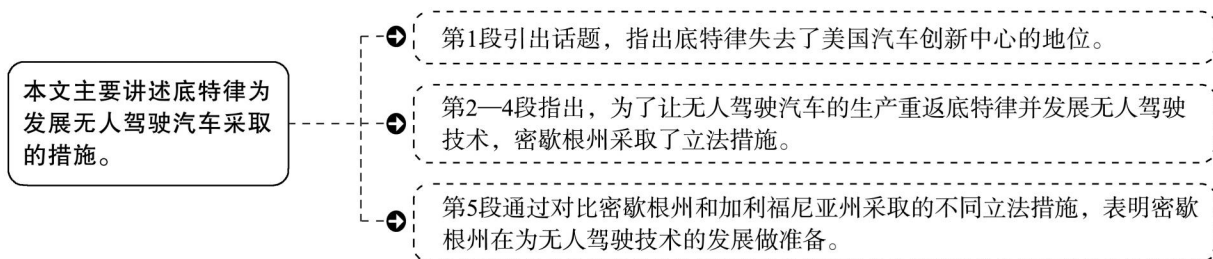 本文主要讲述底特律为
发展无人驾驶汽车采取
的措施。
第1段引出话题，指出底特律失去了美国汽车创新中心的地位。
第2—4段指出，为了让无人驾驶汽车的生产重返底特律并发展无人驾驶
技术，密歇根州采取了立法措施。
第5段通过对比密歇根州和加利福尼亚州采取的不同立法措施，表明密歇
根州在为无人驾驶技术的发展做准备。